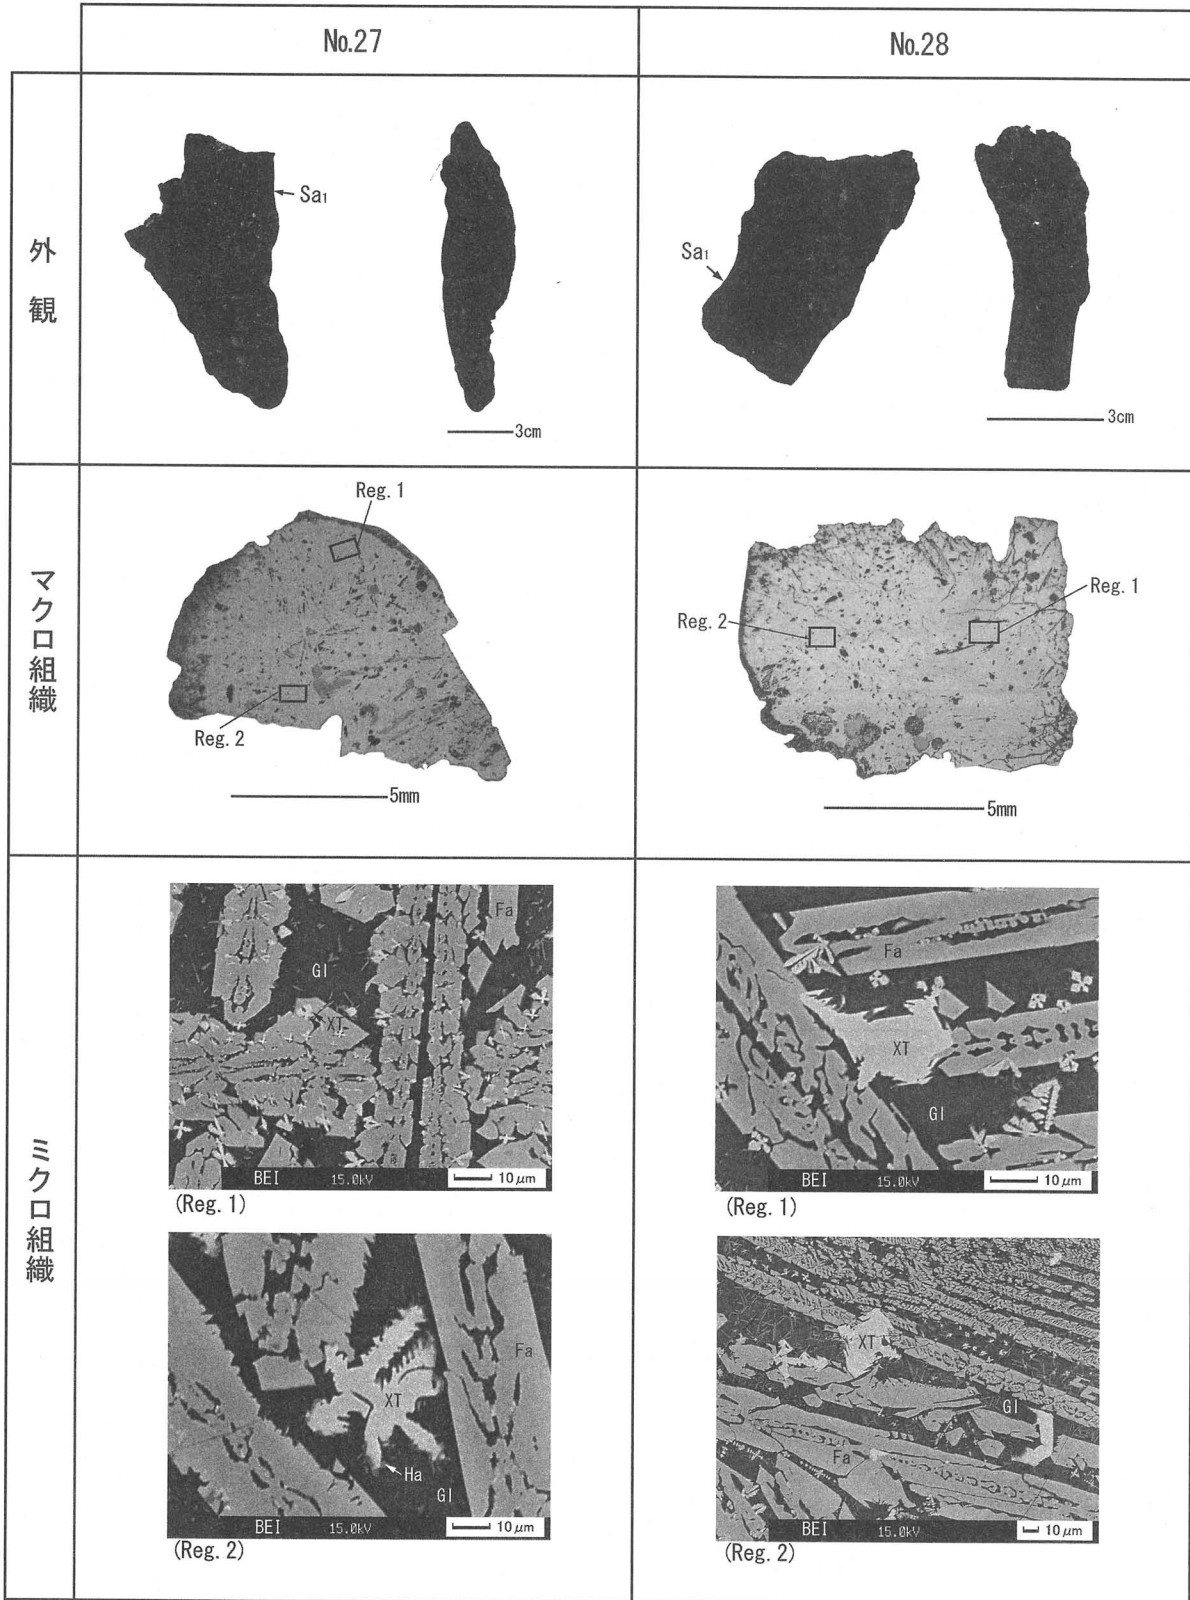 No.27
No.28
外観
Sa1
3cm
Sa1
3cm
マクロ組織
Reg. 1
Reg. 2
5mm
Reg. 2
Reg. 1
5mm
ミクロ組織
Fa
Gl
XT
BEI 15.0kV 10μm
(Reg. 1)
Fa
XT
Gl
BEI 15.0kV 10μm
(Reg. 1)
Fa
XT
Ha
Gl
BEI 15.0kV 10μm
(Reg. 2)
XT
Gl
Fa
BEI 15.0kV 10μm
(Reg. 2)